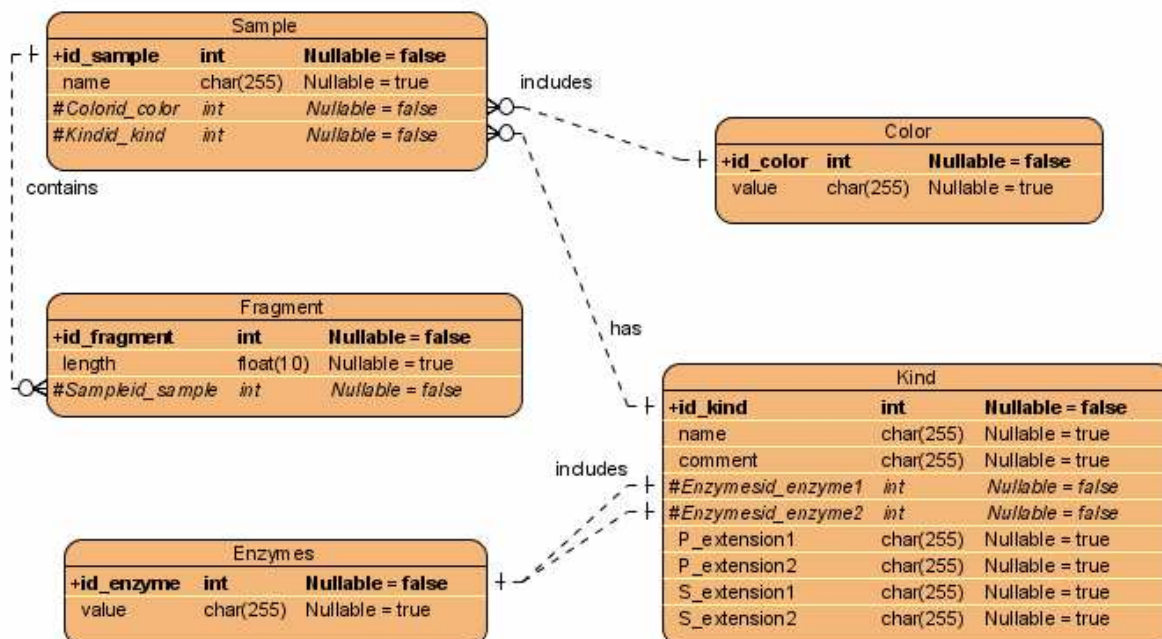 Sample
+id_sample int Nullable = false
name char(255) Nullable = true
#Colorid_color int Nullable = false
#Kindid_kind int Nullable = false
includes
Color
+id_color int Nullable = false
value char(255) Nullable = true
contains
Fragment
+id_fragment int Nullable = false
length float(10) Nullable = true
#Sampleid_sample int Nullable = false
has
Kind
+id_kind int Nullable = false
name char(255) Nullable = true
comment char(255) Nullable = true
#Enzymesid_enzyme1 int Nullable = false
#Enzymesid_enzyme2 int Nullable = false
P_extension1 char(255) Nullable = true
P_extension2 char(255) Nullable = true
S_extension1 char(255) Nullable = true
S_extension2 char(255) Nullable = true
includes
Enzymes
+id_enzyme int Nullable = false
value char(255) Nullable = true